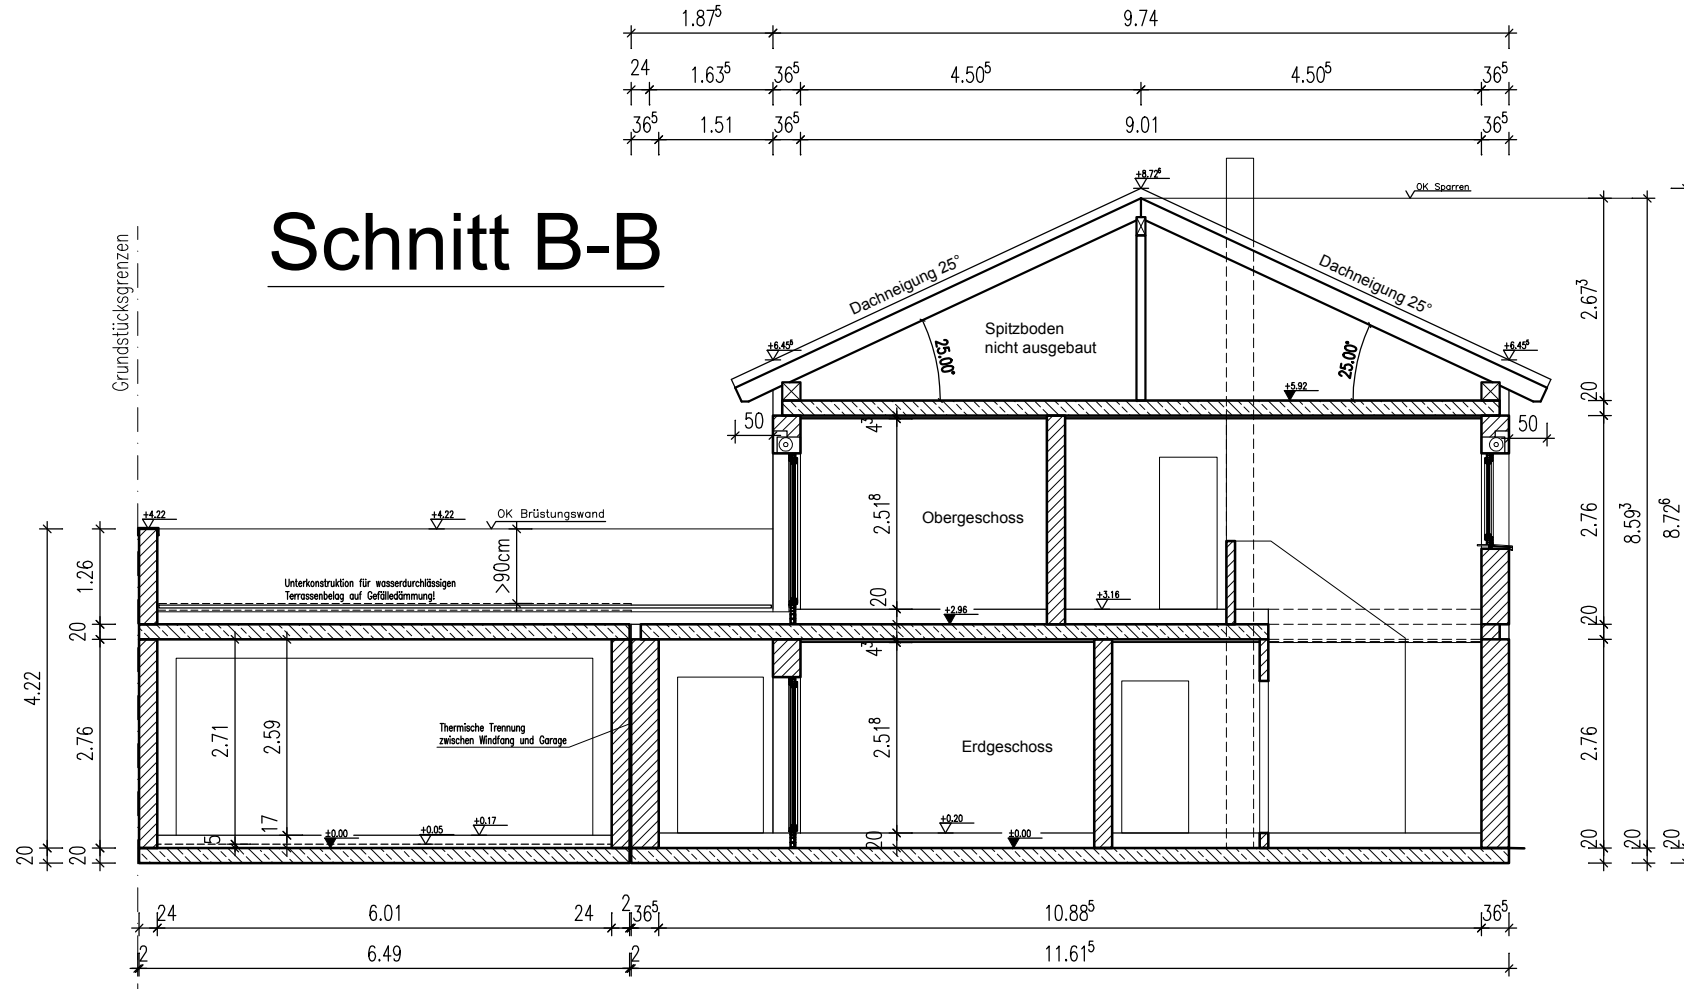 1.87⁵ 9.74
24 1.63⁵ 36⁵ 4.50⁵ 4.50⁵ 36⁵
36⁵ 1.51 36⁵ 9.01 36⁵
Schnitt B-B
Grundstücksgrenzen
+8.72⁶
OK Sparren
Dachneigung 25°
Dachneigung 25°
Spitzboden
nicht ausgebaut
25.00°
25.00°
+6.45⁵
+6.45⁵
+5.92
50
50
4³
2.51⁸
20
Obergeschoss
+4.22
+4.22
OK Brüstungswand
>90cm
Unterkonstruktion für wasserdurchlässigen
Terrassenbelag auf Gefälledämmung!
+2.96
+3.16
4³
2.51⁸
20
Erdgeschoss
Thermische Trennung
zwischen Windfang und Garage
2.71
2.59
5
17
+0.00
+0.05
+0.17
+0.20
+0.00
4.22
20
1.26
20
2.76
20
2.67³
20
2.76
20
2.76
20
8.59³
20
8.72⁶
20
24 6.01 24 2 36⁵ 10.88⁵ 36⁵
2 6.49 2 11.61⁵